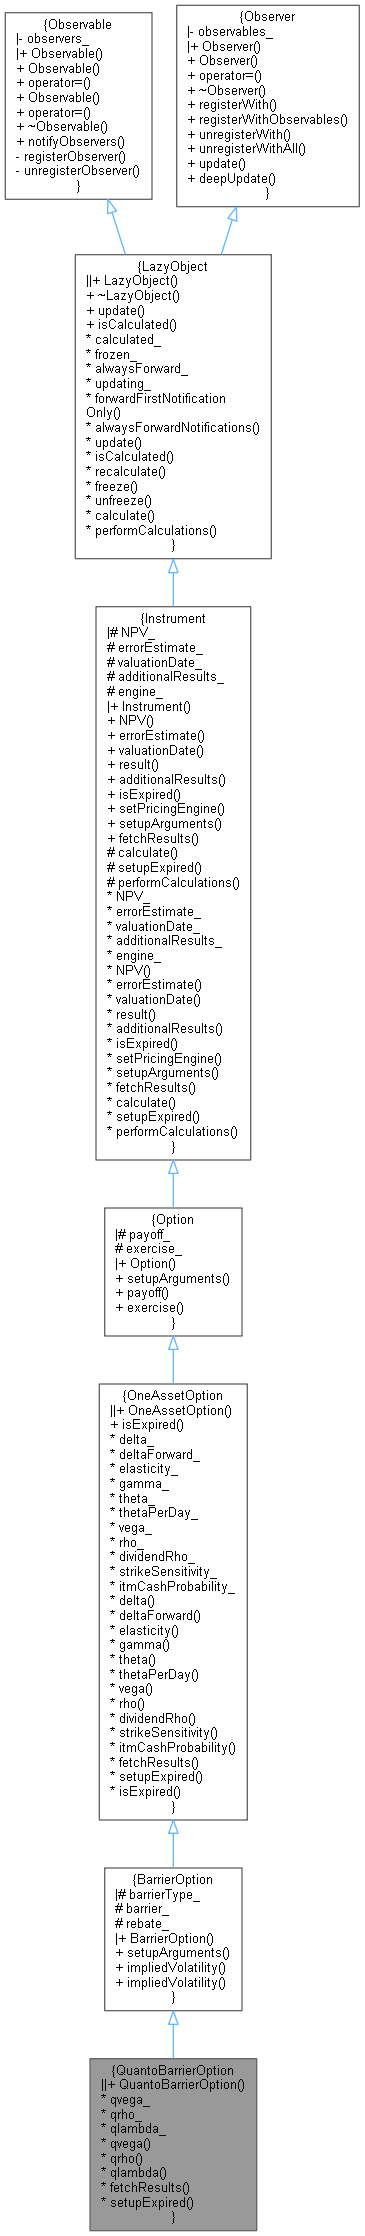 {Observable
|- observers_
|+ Observable()
+ Observable()
+ operator=()
+ Observable()
+ operator=()
+ ~Observable()
+ notifyObservers()
- registerObserver()
- unregisterObserver()
}
{Observer
|- observables_
|+ Observer()
+ Observer()
+ operator=()
+ ~Observer()
+ registerWith()
+ registerWithObservables()
+ unregisterWith()
+ unregisterWithAll()
+ update()
+ deepUpdate()
}
{LazyObject
||+ LazyObject()
+ ~LazyObject()
+ update()
+ isCalculated()
* calculated_
* frozen_
* alwaysForward_
* updating_
* forwardFirstNotification
Only()
* alwaysForwardNotifications()
* update()
* isCalculated()
* recalculate()
* freeze()
* unfreeze()
* calculate()
* performCalculations()
}
{Instrument
|# NPV_
# errorEstimate_
# valuationDate_
# additionalResults_
# engine_
|+ Instrument()
+ NPV()
+ errorEstimate()
+ valuationDate()
+ result()
+ additionalResults()
+ isExpired()
+ setPricingEngine()
+ setupArguments()
+ fetchResults()
# calculate()
# setupExpired()
# performCalculations()
* NPV_
* errorEstimate_
* valuationDate_
* additionalResults_
* engine_
* NPV()
* errorEstimate()
* valuationDate()
* result()
* additionalResults()
* isExpired()
* setPricingEngine()
* setupArguments()
* fetchResults()
* calculate()
* setupExpired()
* performCalculations()
}
{Option
|# payoff_
# exercise_
|+ Option()
+ setupArguments()
+ payoff()
+ exercise()
}
{OneAssetOption
||+ OneAssetOption()
+ isExpired()
* delta_
* deltaForward_
* elasticity_
* gamma_
* theta_
* thetaPerDay_
* vega_
* rho_
* dividendRho_
* strikeSensitivity_
* itmCashProbability_
* delta()
* deltaForward()
* elasticity()
* gamma()
* theta()
* thetaPerDay()
* vega()
* rho()
* dividendRho()
* strikeSensitivity()
* itmCashProbability()
* fetchResults()
* setupExpired()
* isExpired()
}
{BarrierOption
|# barrierType_
# barrier_
# rebate_
|+ BarrierOption()
+ setupArguments()
+ impliedVolatility()
+ impliedVolatility()
}
{QuantoBarrierOption
||+ QuantoBarrierOption()
* qvega_
* qrho_
* qlambda_
* qvega()
* qrho()
* qlambda()
* fetchResults()
* setupExpired()
}